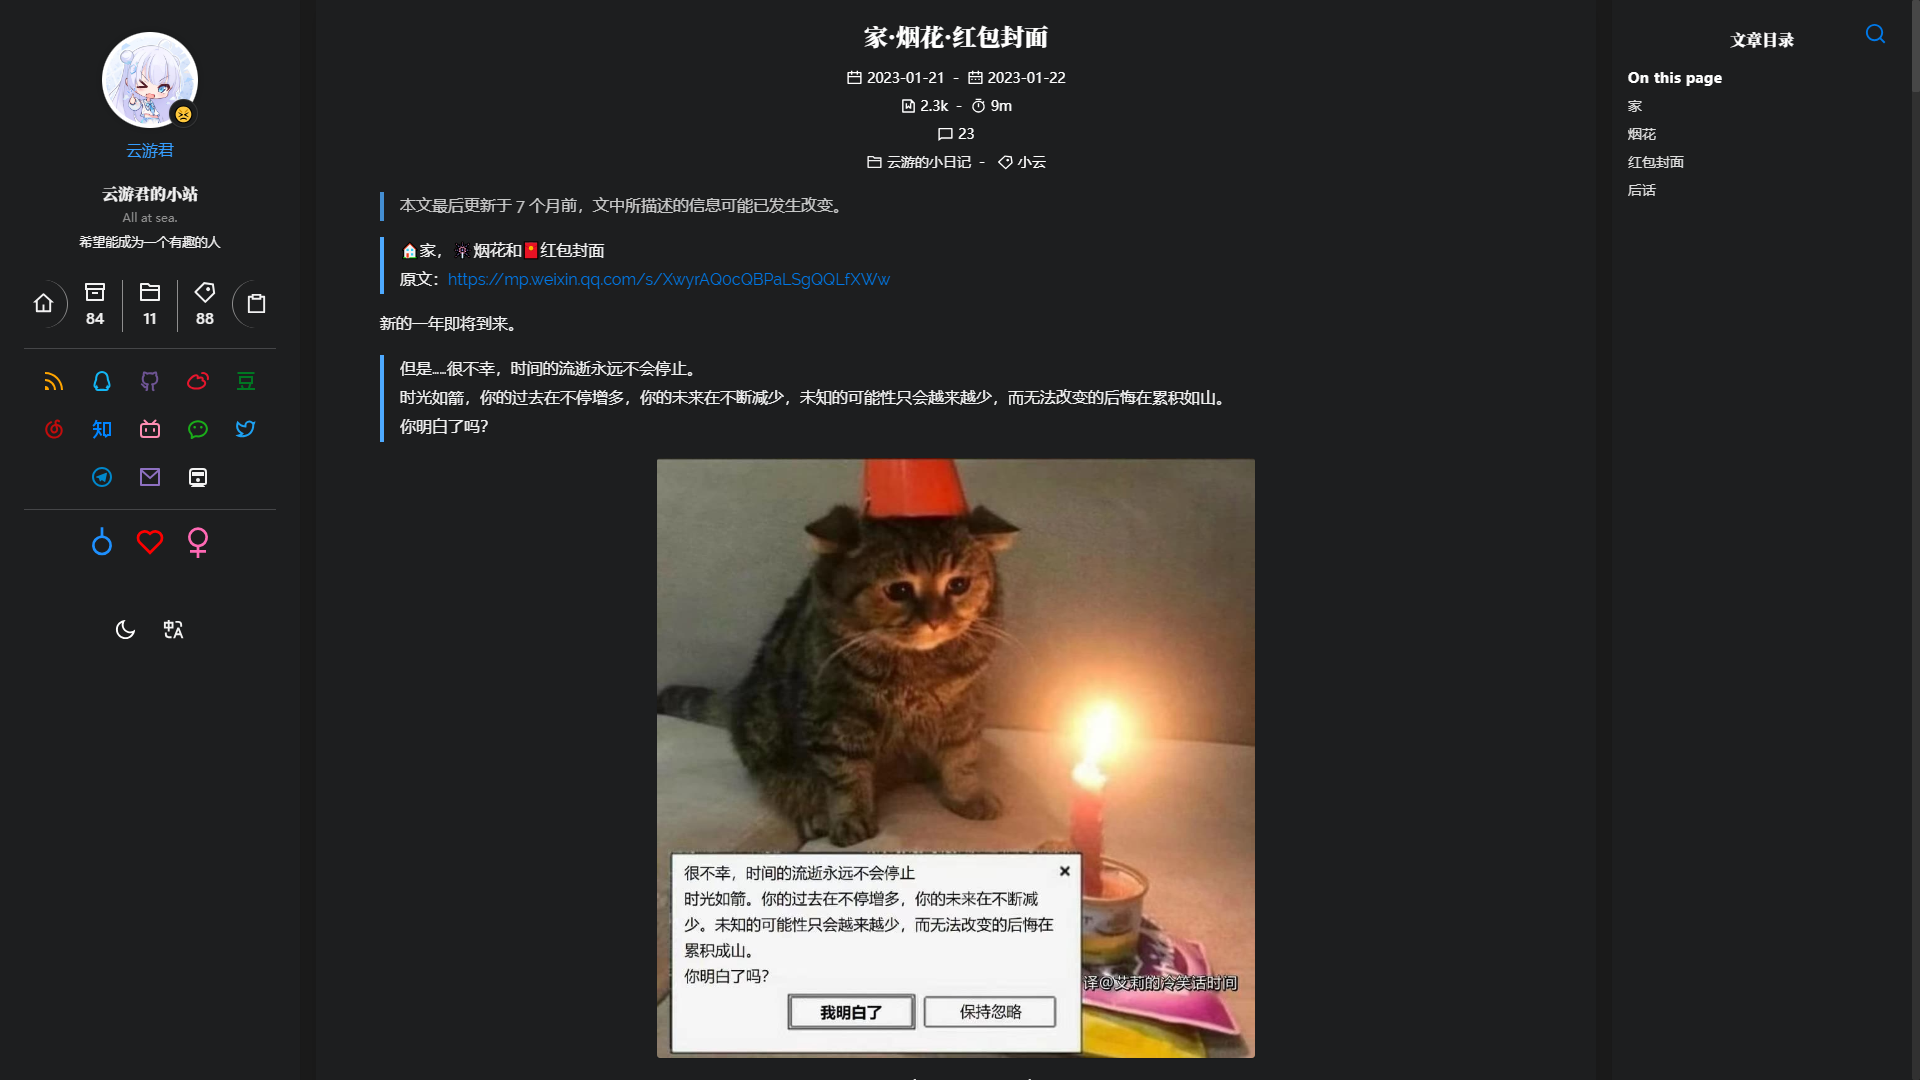 云游君
云游君的小站
All at sea.
希望能成为一个有趣的人
84
11
88
家·烟花·红包封面
2023-01-21 - 2023-01-22
2.3k - 9m
23
云游的小日记 - 小云
本文最后更新于 7 个月前，文中所描述的信息可能已发生改变。
🏠家，🎆烟花和🧧红包封面
原文：https://mp.weixin.qq.com/s/XwyrAQ0cQBPaLSgQQLfXWw
新的一年即将到来。
但是……很不幸，时间的流逝永远不会停止。
时光如箭，你的过去在不停增多，你的未来在不断减少，未知的可能性只会越来越少，而无法改变的后悔在累积如山。
你明白了吗？
很不幸，时间的流逝永远不会停止
时光如箭。你的过去在不停增多，你的未来在不断减
少。未知的可能性只会越来越少，而无法改变的后悔在
累积成山。
你明白了吗？
我明白了
保持忽略
译@艾莉的冷笑话时间
文章目录
On this page
家
烟花
红包封面
后话